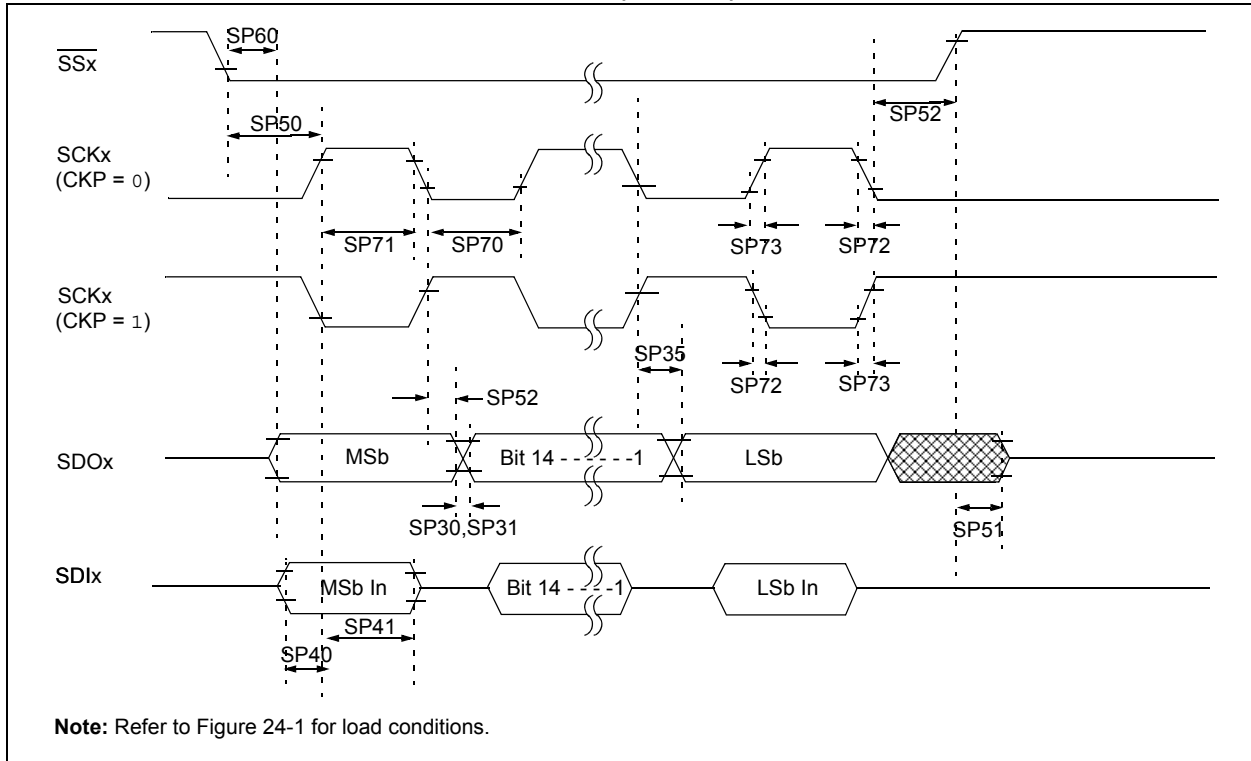 SP60
SSx
SP52
SP50
SCKx
(CKP = 0)
SP71
SP70
SP73
SP72
SCKx
(CKP = 1)
SP35
SP72
SP73
SP52
SDOx
MSb
Bit 14 - - - - - -1
LSb
SP30,SP31
SP51
SDIx
MSb In
Bit 14 - - - -1
LSb In
SP41
SP40
Note: Refer to Figure 24-1 for load conditions.